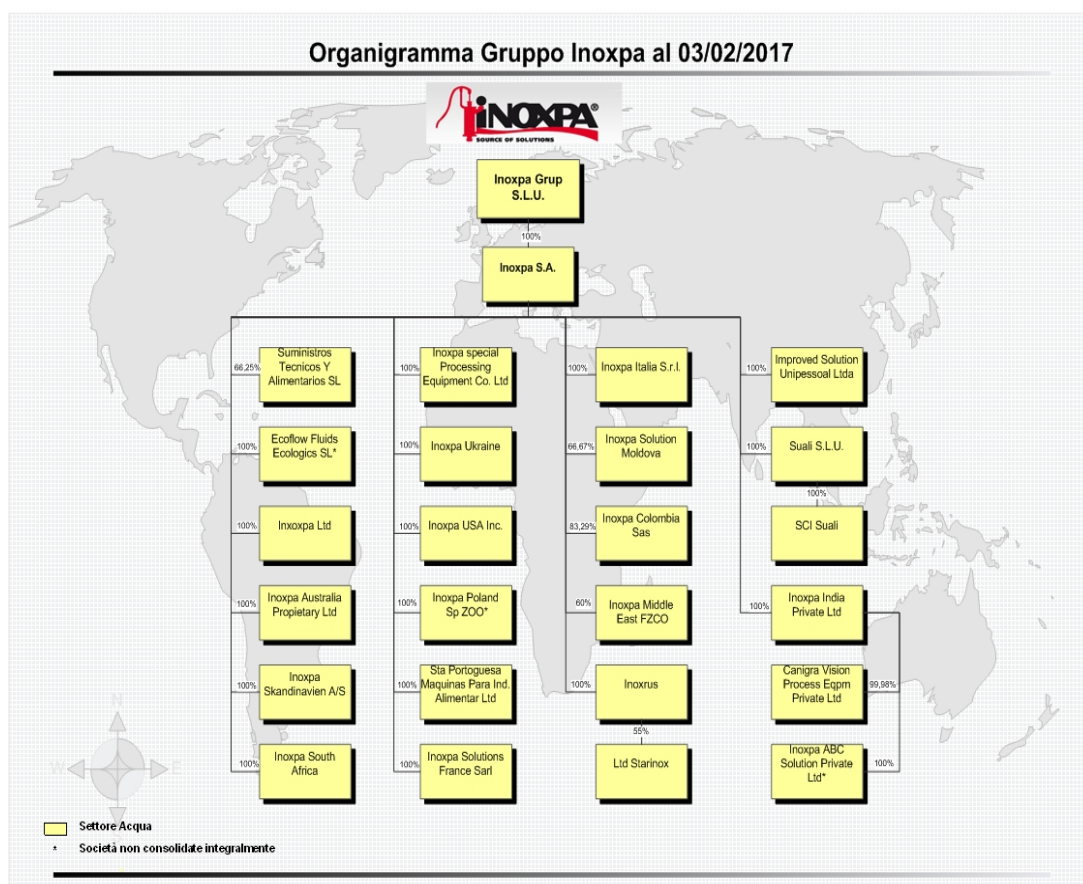 Organigramma Gruppo Inoxpa al 03/02/2017
iNOXPA®
SOURCE OF SOLUTIONS
Inoxpa Grup
S.L.U.
100%
Inoxpa S.A.
66,25%
Suministros
Tecnicos Y
Alimentarios SL
100%
Ecoflow Fluids
Ecologics SL*
100%
Inxoxpa Ltd
100%
Inoxpa Australia
Propietary Ltd
100%
Inoxpa
Skandinavien A/S
100%
Inoxpa South
Africa
100%
Inoxpa special
Processing
Equipment Co. Ltd
100%
Inoxpa Ukraine
100%
Inoxpa USA Inc.
100%
Inoxpa Poland
Sp ZOO*
100%
Sta Portoguesa
Maquinas Para Ind.
Alimentar Ltd
100%
Inoxpa Solutions
France Sarl
100%
Inoxpa Italia S.r.l.
66,67%
Inoxpa Solution
Moldova
83,29%
Inoxpa Colombia
Sas
60%
Inoxpa Middle
East FZCO
100%
Inoxrus
55%
Ltd Starinox
100%
Improved Solution
Unipessoal Ltda
100%
Suali S.L.U.
100%
SCI Suali
100%
Inoxpa India
Private Ltd
Canigra Vision
Process Eqpm
Private Ltd
99,98%
Inoxpa ABC
Solution Private
Ltd*
100%
N
W
E
S
Settore Acqua
* Società non consolidate integralmente